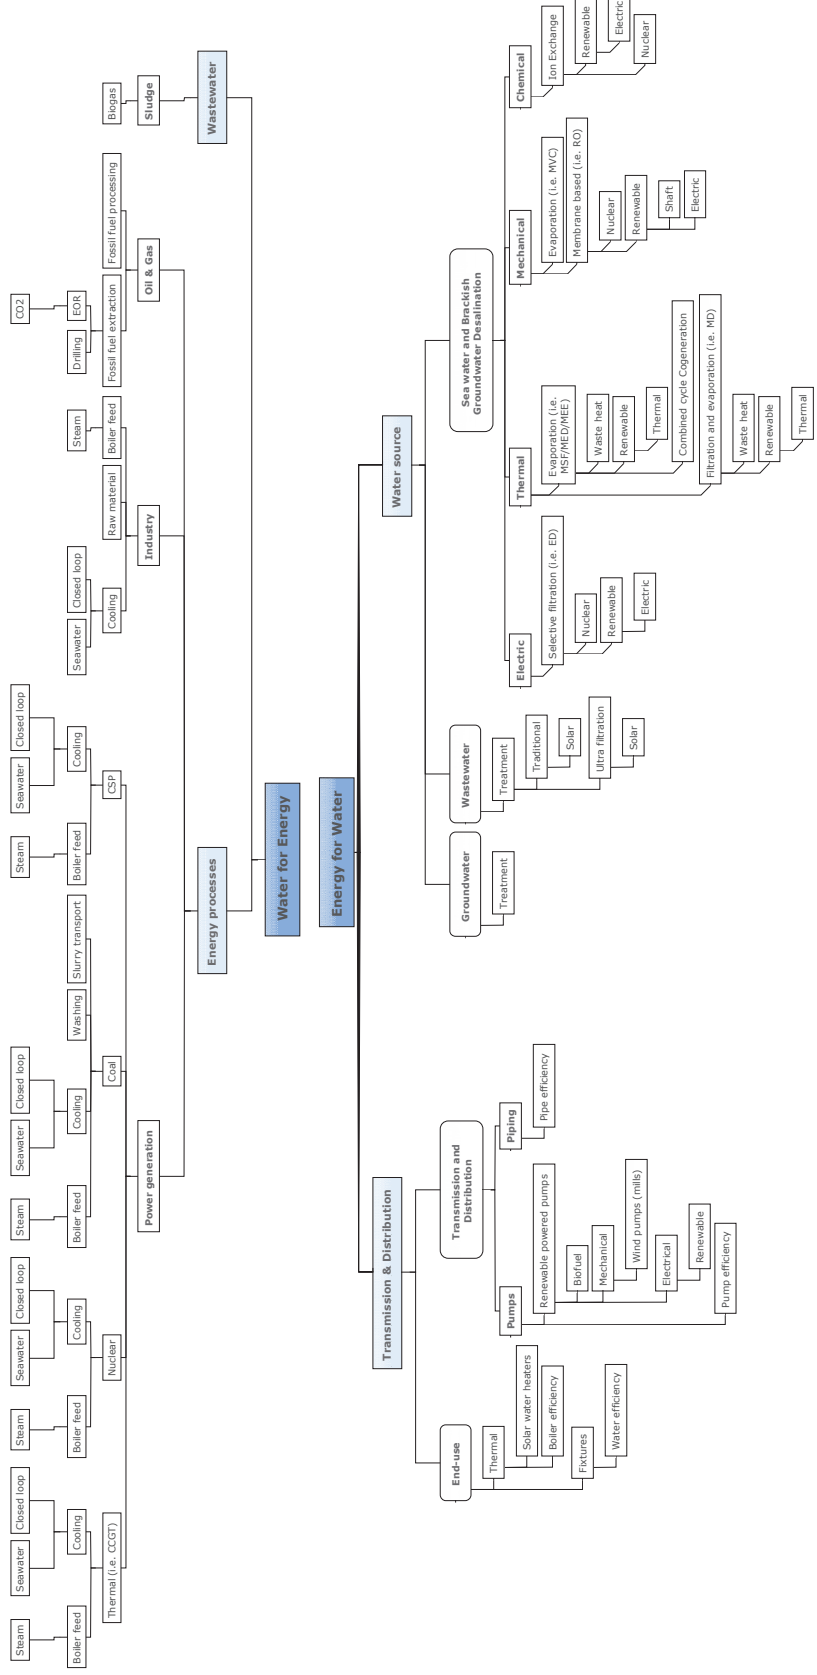 Steam
Seawater
Closed loop
Steam
Seawater
Closed loop
Steam
Seawater
Closed loop
Steam
Seawater
Closed loop
CO2
Boiler feed
Cooling
Boiler feed
Cooling
Boiler feed
Cooling
Washing
Slurry transport
Boiler feed
Cooling
Seawater
Closed loop
Steam
Drilling
EOR
Thermal (i.e. CCGT)
Nuclear
Coal
CSP
Cooling
Raw material
Boiler feed
Fossil fuel extraction
Fossil fuel processing
Biogas
Power generation
Industry
Oil & Gas
Sludge
Energy processes
Wastewater
Water for Energy
Energy for Water
Transmission & Distribution
Water source
End-use
Thermal
Solar water heaters
Boiler efficiency
Fixtures
Water efficiency
Transmission and
Distribution
Pumps
Renewable powered pumps
Biofuel
Mechanical
Wind pumps (mills)
Electrical
Renewable
Pump efficiency
Piping
Pipe efficiency
Groundwater
Treatment
Wastewater
Treatment
Traditional
Solar
Ultra filtration
Solar
Sea water and Brackish
Groundwater Desalination
Electric
Selective filtration (i.e. ED)
Nuclear
Renewable
Electric
Thermal
Evaporation (i.e.
MSF/MED/MEE)
Waste heat
Renewable
Thermal
Combined cycle Cogeneration
Filtration and evaporation (i.e. MD)
Waste heat
Renewable
Thermal
Mechanical
Evaporation (i.e. MVC)
Membrane based (i.e. RO)
Nuclear
Renewable
Shaft
Electric
Chemical
Ion Exchange
Renewable
Electric
Nuclear